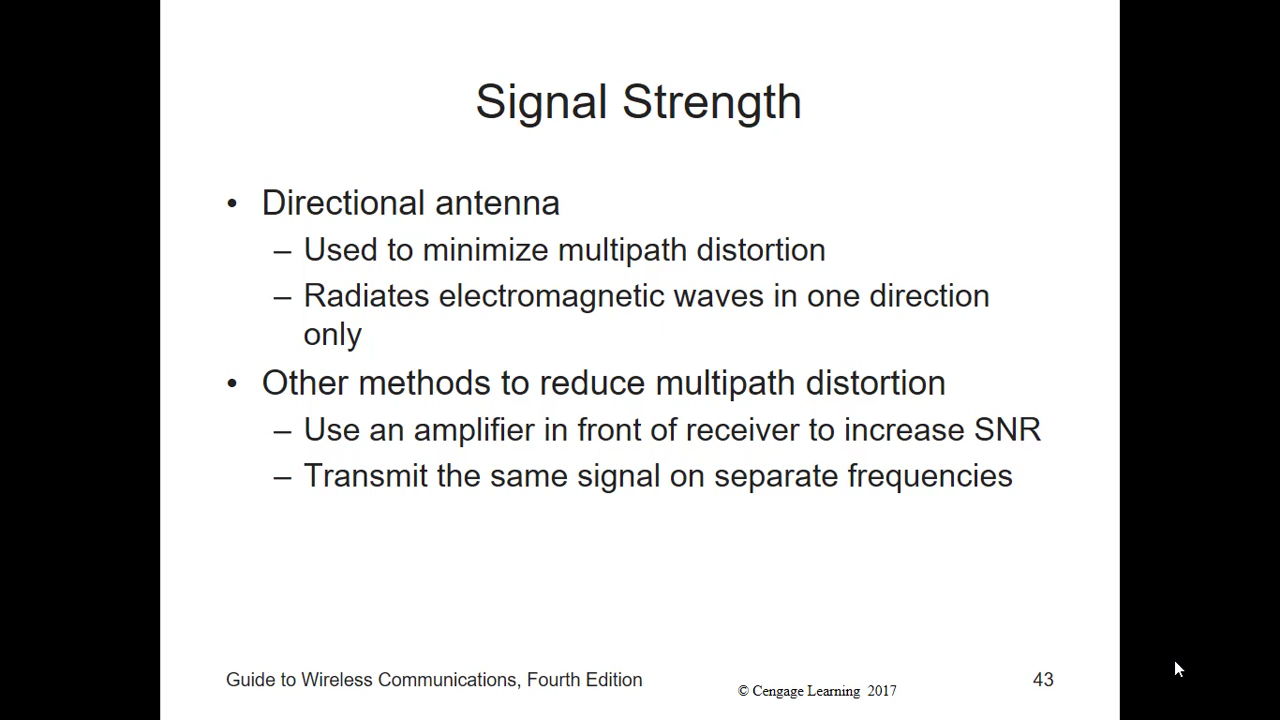 Signal Strength
• Directional antenna
– Used to minimize multipath distortion
– Radiates electromagnetic waves in one direction
only
• Other methods to reduce multipath distortion
– Use an amplifier in front of receiver to increase SNR
– Transmit the same signal on separate frequencies
Guide to Wireless Communications, Fourth Edition
© Cengage Learning 2017
43